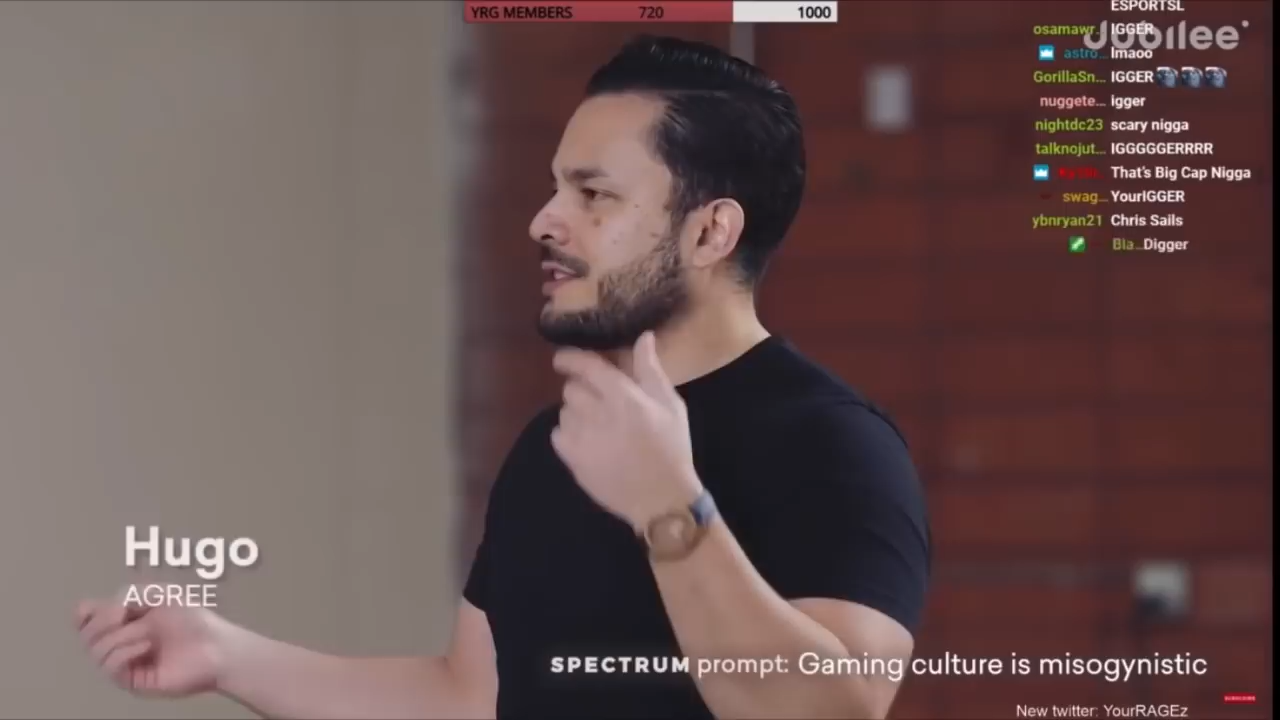 YRG MEMBERS 720 1000
ESPORTSL
osamawr... IGGER
Jubilee
astro... lmaoo
GorillaSn... IGGER
nuggete... igger
nightdc23 scary nigga
talknojut... IGGGGGERRRR
That's Big Cap Nigga
swag... YourIGGER
ybnryan21 Chris Sails
Bla... Digger
Hugo
AGREE
SPECTRUM prompt: Gaming culture is misogynistic
SUBSCRIBE
New twitter: YourRAGEz